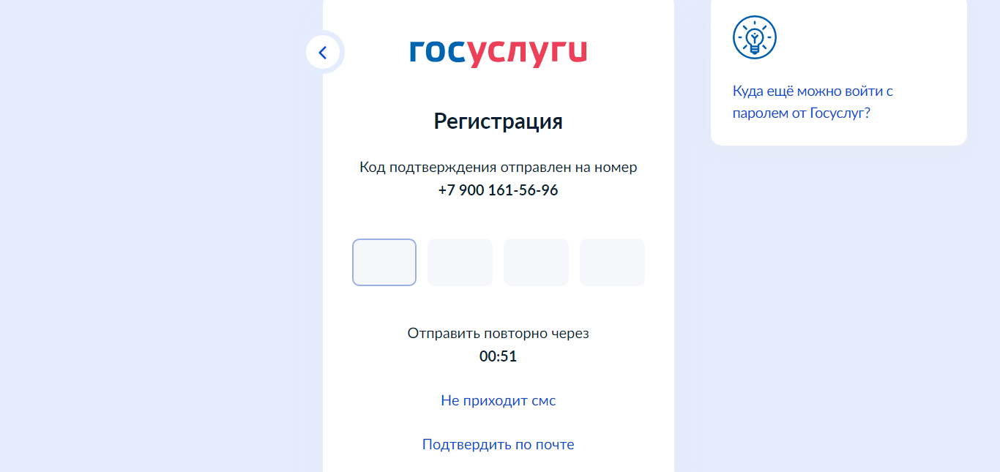 госуслуги
Регистрация
Код подтверждения отправлен на номер
+7 900 161-56-96
Отправить повторно через
00:51
Не приходит смс
Подтвердить по почте
Куда ещё можно войти с
паролем от Госуслуг?